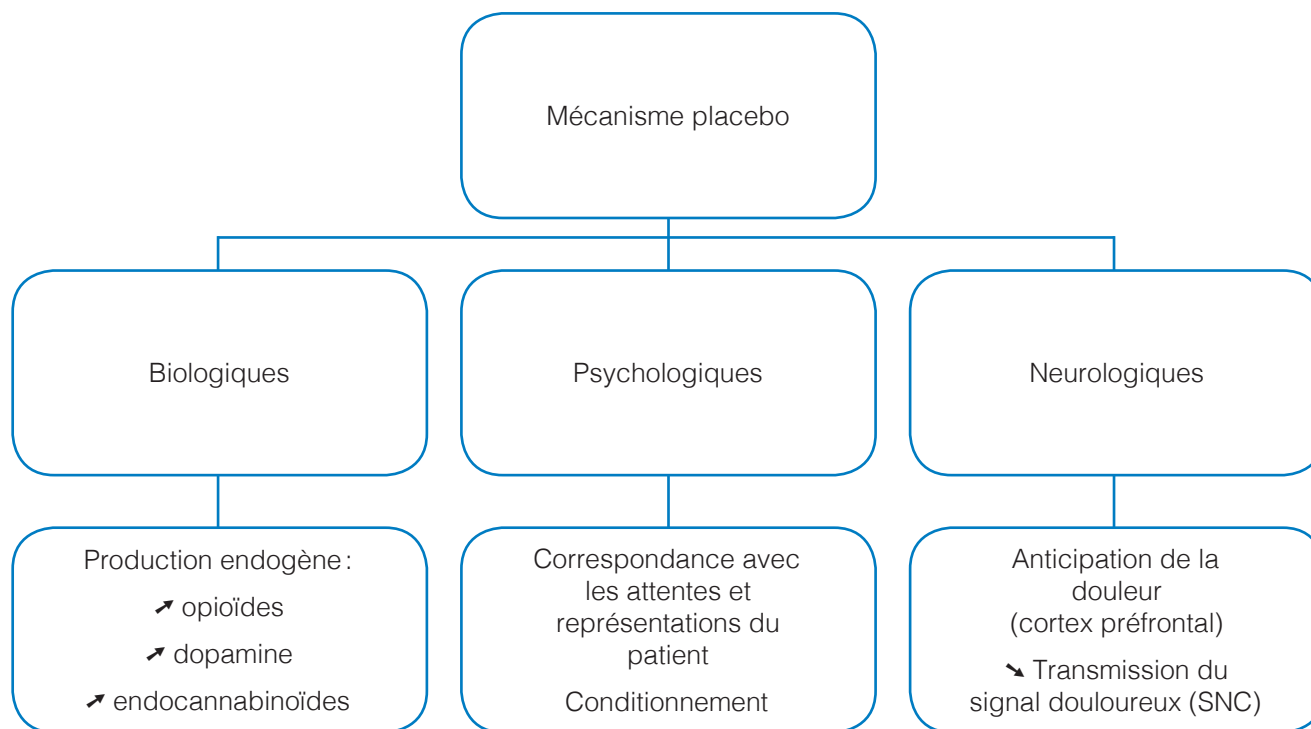 Mécanisme placebo
Biologiques
Psychologiques
Neurologiques
Production endogène :
➚ opioïdes
➚ dopamine
➚ endocannabinoïdes
Correspondance avec
les attentes et
représentations du
patient
Conditionnement
Anticipation de la
douleur
(cortex préfrontal)
➘ Transmission du
signal douloureux (SNC)